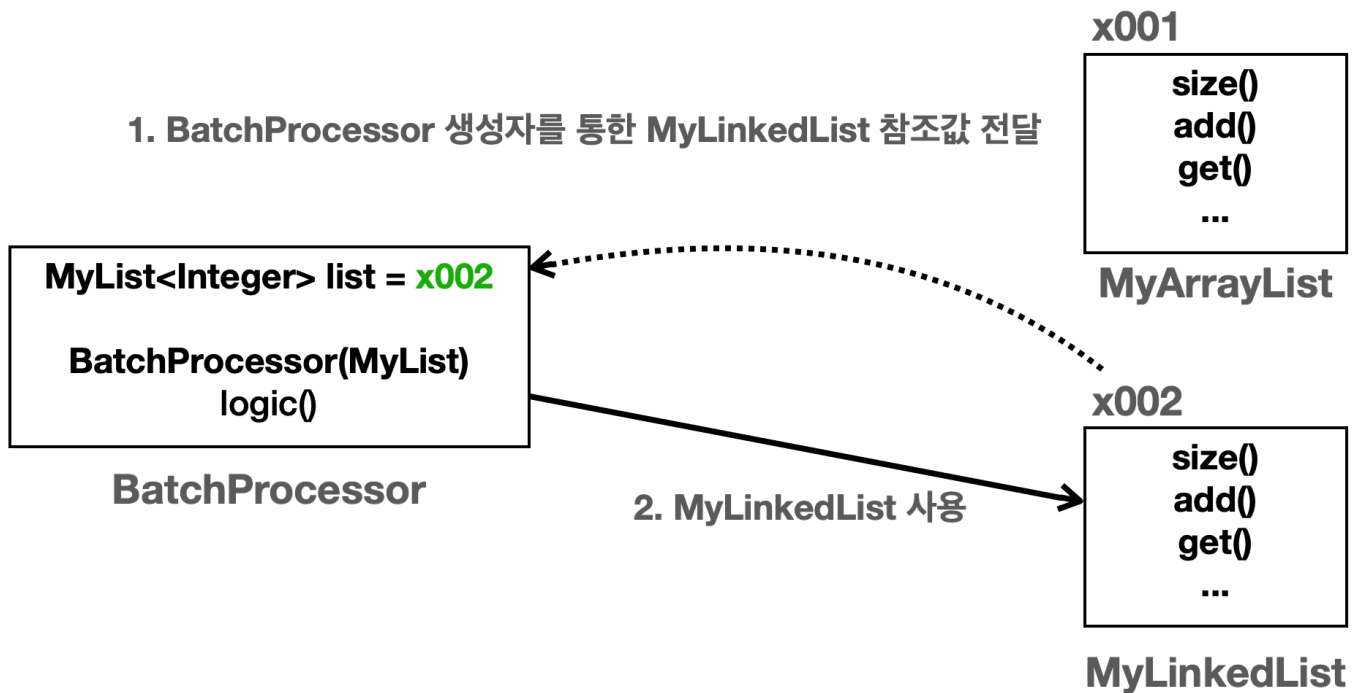 x001
size()
add()
get()
...
MyArrayList
1. BatchProcessor 생성자를 통한 MyLinkedList 참조값 전달
MyList<Integer> list = x002
BatchProcessor(MyList)
logic()
BatchProcessor
2. MyLinkedList 사용
x002
size()
add()
get()
...
MyLinkedList